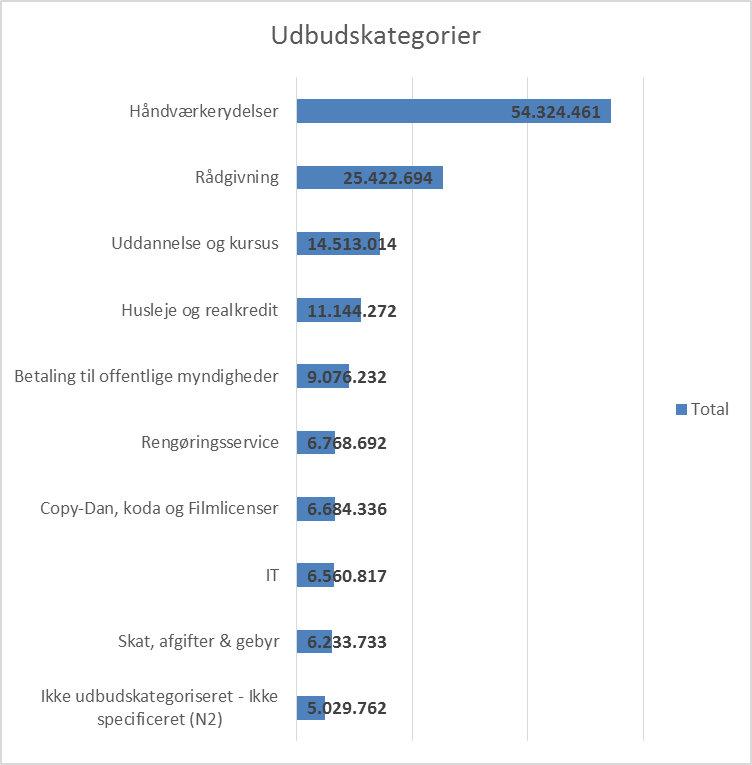 Udbudskategorier
Håndværkerydelser
54.324.461
Rådgivning
25.422.694
Uddannelse og kursus
14.513.014
Husleje og realkredit
11.144.272
Betaling til offentlige myndigheder
9.076.232
Total
Rengøringsservice
6.768.692
Copy-Dan, koda og Filmlicenser
6.684.336
IT
6.560.817
Skat, afgifter & gebyr
6.233.733
Ikke udbudskategoriseret - Ikke
specificeret (N2)
5.029.762